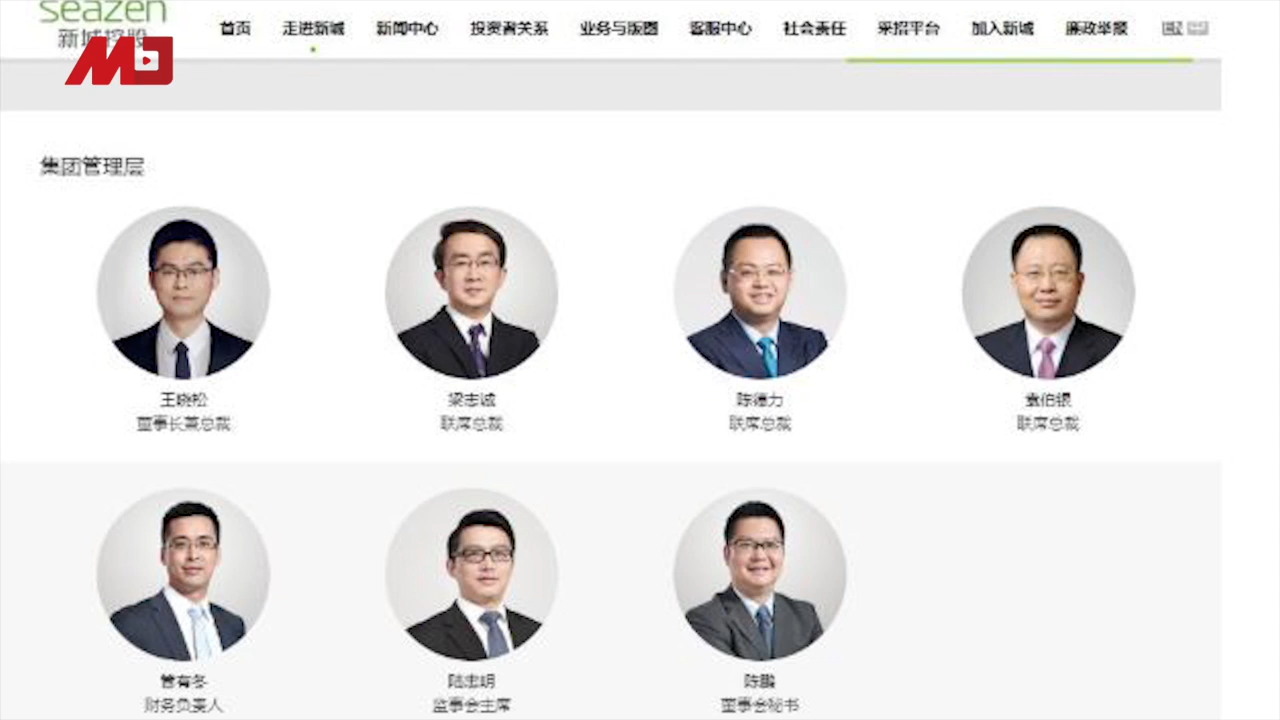 seazen
新城控股
首页 走进新城 新闻中心 投资者关系 业务与版图 客服中心 社会责任 采招平台 加入新城 廉政举报
集团管理层
王晓松 梁志诚 陈德力 袁伯银
董事长兼总裁 联席总裁 联席总裁 联席总裁
管有冬 陆忠明 陈鹏
财务负责人 监事会主席 董事会秘书